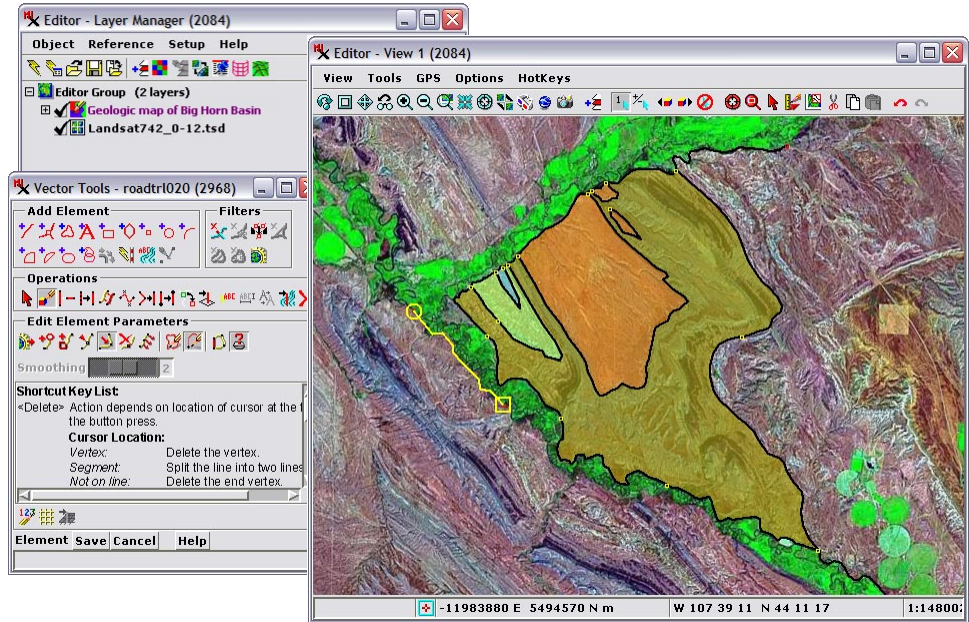 Editor - Layer Manager (2084)
Object Reference Setup Help
Editor Group (2 layers)
Geologic map of Big Horn Basin
Landsat742_0-12.tsd
Editor - View 1 (2084)
View Tools GPS Options HotKeys
Vector Tools - roadtrl020 (2968)
Add Element
Filters
Operations
Edit Element Parameters
Smoothing 2
Shortcut Key List:
<Delete> Action depends on location of cursor at the
the button press.
Cursor Location:
Vertex: Delete the vertex.
Segment: Split the line into two lines
Not on line: Delete the end vertex.
Element Save Cancel Help
-11983880 E 5494570 N m W 107 39 11 N 44 11 17